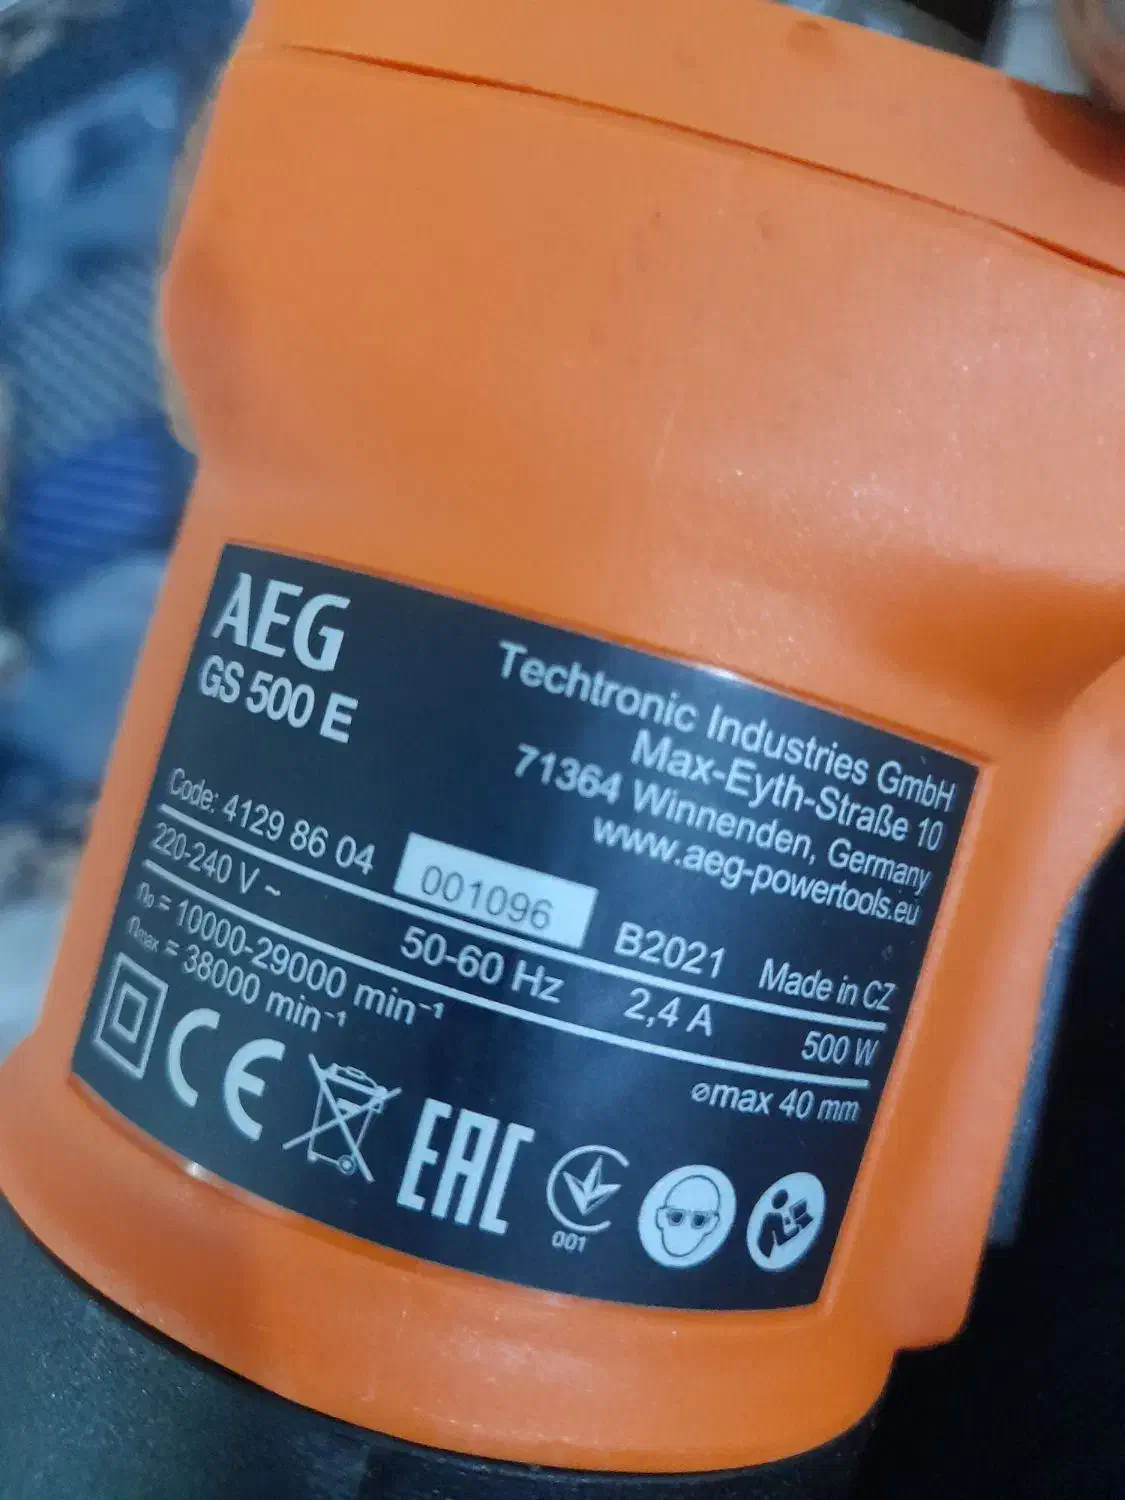 AEG
GS 500 E
Techtronic Industries GmbH
Max-Eyth-Straße 10
71364 Winnenden, Germany
www.aeg-powertools.eu
Code: 4129 86 04 001096 B2021 Made in CZ
220-240 V ~ 50-60 Hz 2,4 A 500 W
n₀ = 10000-29000 min⁻¹ ømax 40 mm
nmax = 38000 min⁻¹
CE EAC
001